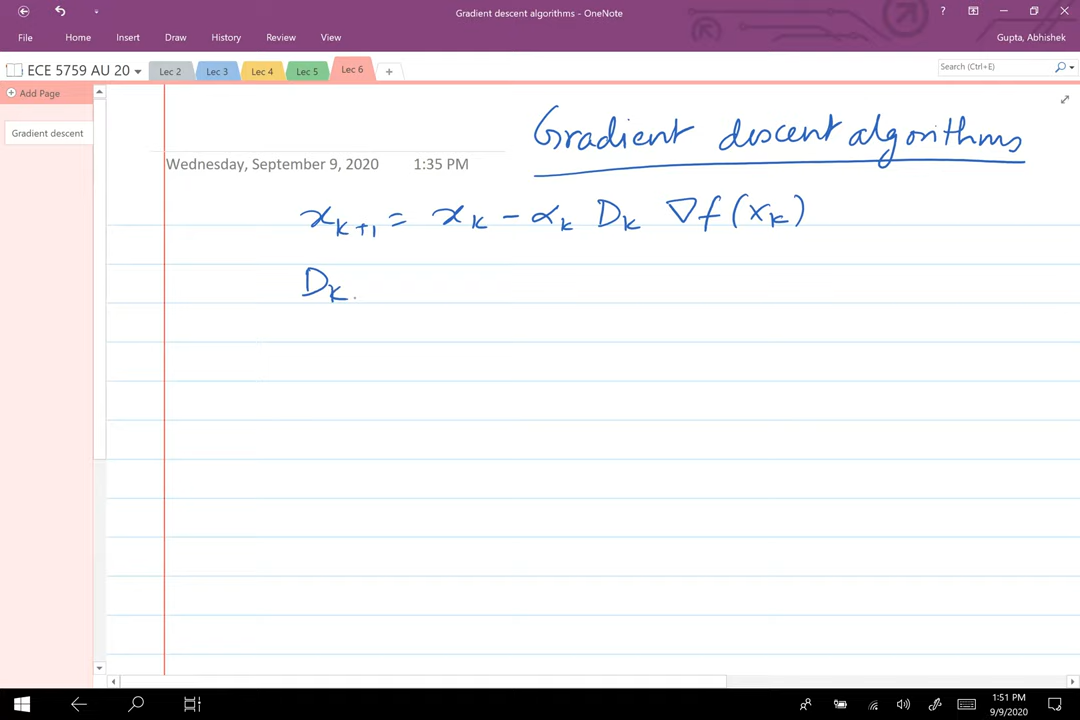 Gradient descent algorithms - OneNote
?
File Home Insert Draw History Review View
Gupta, Abhishek
ECE 5759 AU 20
Lec 2 Lec 3 Lec 4 Lec 5 Lec 6 +
Search (Ctrl+E)
Add Page
Gradient descent
Gradient descent algorithms
Wednesday, September 9, 2020 1:35 PM
x_{k+1} = x_k - α_k D_k ∇f(x_k)
D_k
1:51 PM
9/9/2020